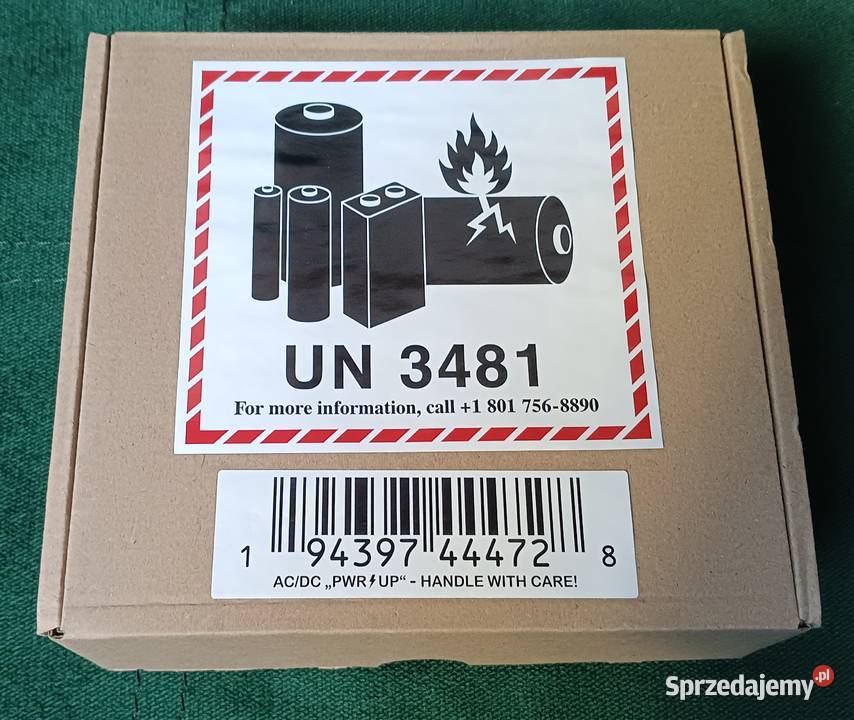 UN 3481
For more information, call +1 801 756-8890
1 94397 44472 8
AC/DC „PWR⚡UP“ - HANDLE WITH CARE!
Sprzedajemy.pl